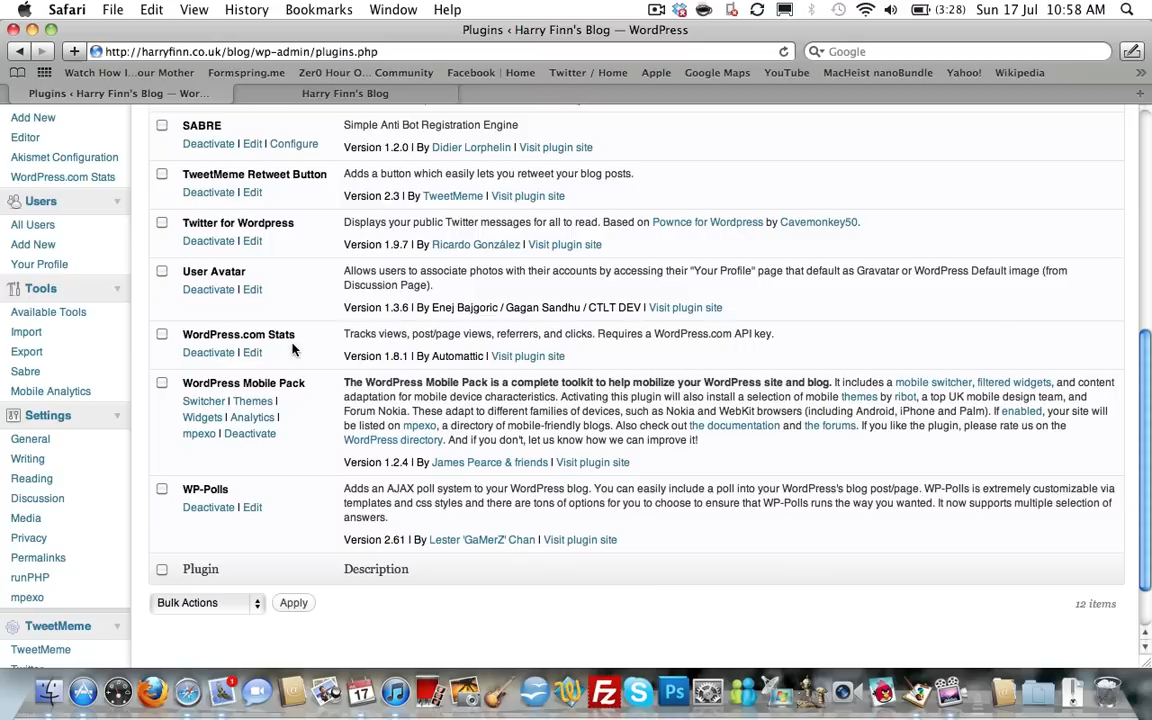 Safari File Edit View History Bookmarks Window Help (3:28) Sun 17 Jul 10:58 AM
Plugins ‹ Harry Finn's Blog — WordPress
http://harryfinn.co.uk/blog/wp-admin/plugins.php Google
Watch How I...our Mother Formspring.me Zer0 Hour O... Community Facebook | Home Twitter / Home Apple Google Maps YouTube MacHeist nanoBundle Yahoo! Wikipedia
Plugins ‹ Harry Finn's Blog — Wor... Harry Finn's Blog
Add New
Editor
Akismet Configuration
WordPress.com Stats
Users
All Users
Add New
Your Profile
Tools
Available Tools
Import
Export
Sabre
Mobile Analytics
Settings
General
Writing
Reading
Discussion
Media
Privacy
Permalinks
runPHP
mpexo
TweetMeme
TweetMeme
SABRE
Deactivate | Edit | Configure
Simple Anti Bot Registration Engine
Version 1.2.0 | By Didier Lorphelin | Visit plugin site
TweetMeme Retweet Button
Deactivate | Edit
Adds a button which easily lets you retweet your blog posts.
Version 2.3 | By TweetMeme | Visit plugin site
Twitter for Wordpress
Deactivate | Edit
Displays your public Twitter messages for all to read. Based on Pownce for Wordpress by Cavemonkey50.
Version 1.9.7 | By Ricardo González | Visit plugin site
User Avatar
Deactivate | Edit
Allows users to associate photos with their accounts by accessing their "Your Profile" page that default as Gravatar or WordPress Default image (from
Discussion Page).
Version 1.3.6 | By Enej Bajgoric / Gagan Sandhu / CTLT DEV | Visit plugin site
WordPress.com Stats
Deactivate | Edit
Tracks views, post/page views, referrers, and clicks. Requires a WordPress.com API key.
Version 1.8.1 | By Automattic | Visit plugin site
WordPress Mobile Pack
Switcher | Themes |
Widgets | Analytics |
mpexo | Deactivate
The WordPress Mobile Pack is a complete toolkit to help mobilize your WordPress site and blog. It includes a mobile switcher, filtered widgets, and content
adaptation for mobile device characteristics. Activating this plugin will also install a selection of mobile themes by ribot, a top UK mobile design team, and
Forum Nokia. These adapt to different families of devices, such as Nokia and WebKit browsers (including Android, iPhone and Palm). If enabled, your site will
be listed on mpexo, a directory of mobile-friendly blogs. Also check out the documentation and the forums. If you like the plugin, please rate us on the
WordPress directory. And if you don't, let us know how we can improve it!
Version 1.2.4 | By James Pearce & friends | Visit plugin site
WP-Polls
Deactivate | Edit
Adds an AJAX poll system to your WordPress blog. You can easily include a poll into your WordPress's blog post/page. WP-Polls is extremely customizable via
templates and css styles and there are tons of options for you to choose to ensure that WP-Polls runs the way you wanted. It now supports multiple selection of
answers.
Version 2.61 | By Lester 'GaMerZ' Chan | Visit plugin site
Plugin Description
Bulk Actions Apply 12 items
1
17
Fz
Ps